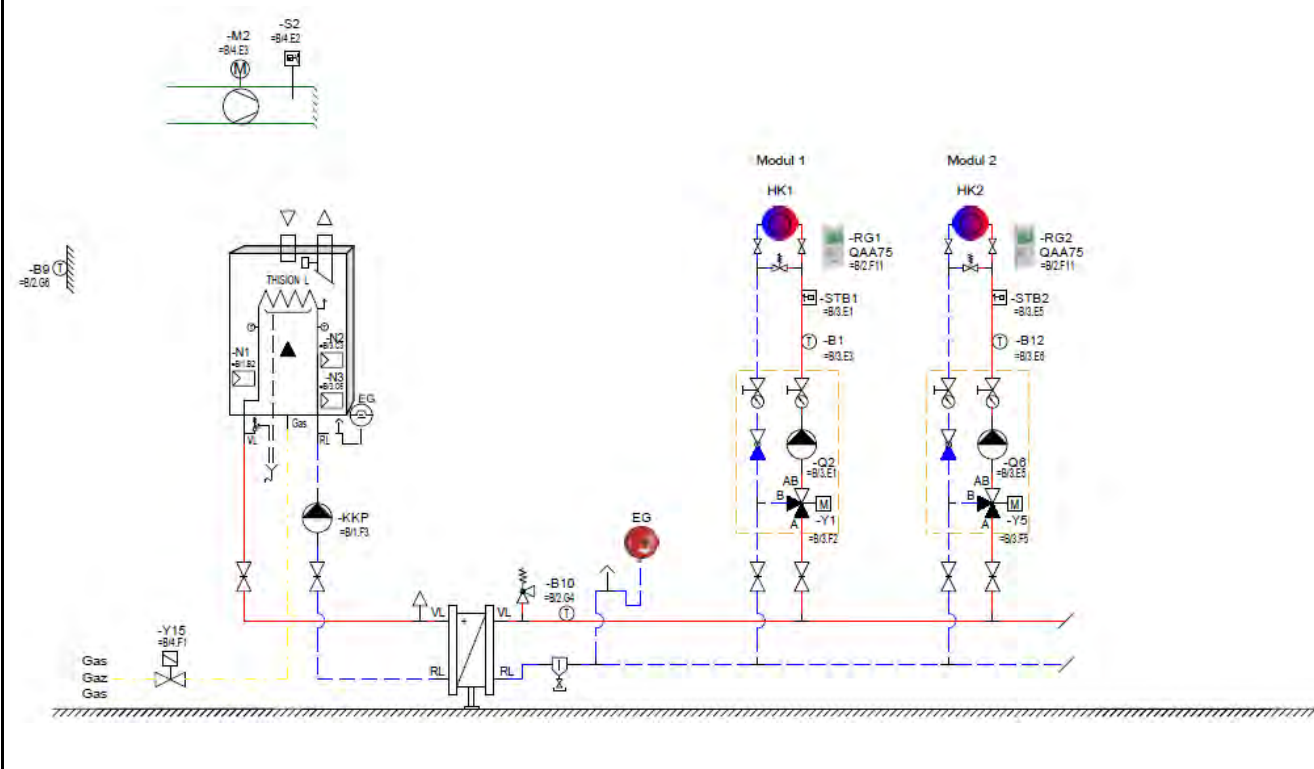 -S2
=B/4.E2
-M2
=B/4.E3
M
Modul 1
Modul 2
HK1
HK2
-RG1
QAA75
=B/2.F11
-RG2
QAA75
=B/2.F11
-B9
=B/2.G6
T
THISION L
-STB1
=B/3.E1
-STB2
=B/3.E5
T
-B1
=B/3.E3
T
-B12
=B/3.E6
-N1
=B/1.B2
-N2
-N3
EG
Gas
VL
RL
-Q2
=B/3.E1
-Q6
=B/3.E5
AB
B
M
A
-Y1
=B/3.F2
AB
B
M
A
-Y5
=B/3.F5
-KKP
=B/1.F3
EG
-B10
=B/2.G4
T
VL
VL
+
RL
RL
-Y15
=B/4.F1
Gas
Gaz
Gas